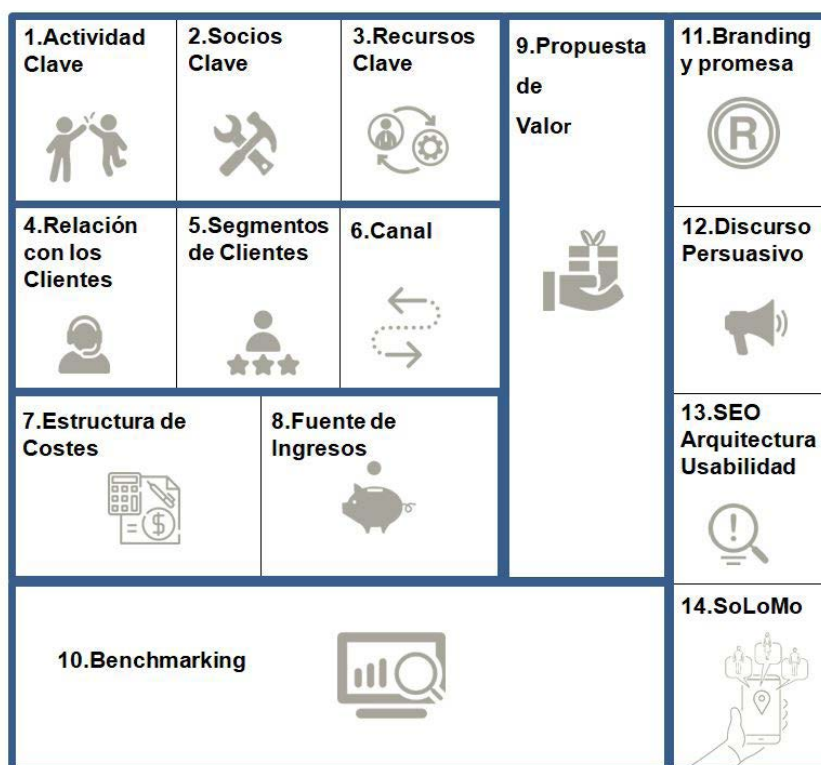 1.Actividad
Clave
2.Socios
Clave
3.Recursos
Clave
9.Propuesta
de
Valor
11.Branding
y promesa
R
4.Relación
con los
Clientes
5.Segmentos
de Clientes
6.Canal
12.Discurso
Persuasivo
7.Estructura de
Costes
= $
8.Fuente de
Ingresos
13.SEO
Arquitectura
Usabilidad
!
10.Benchmarking
14.SoLoMo